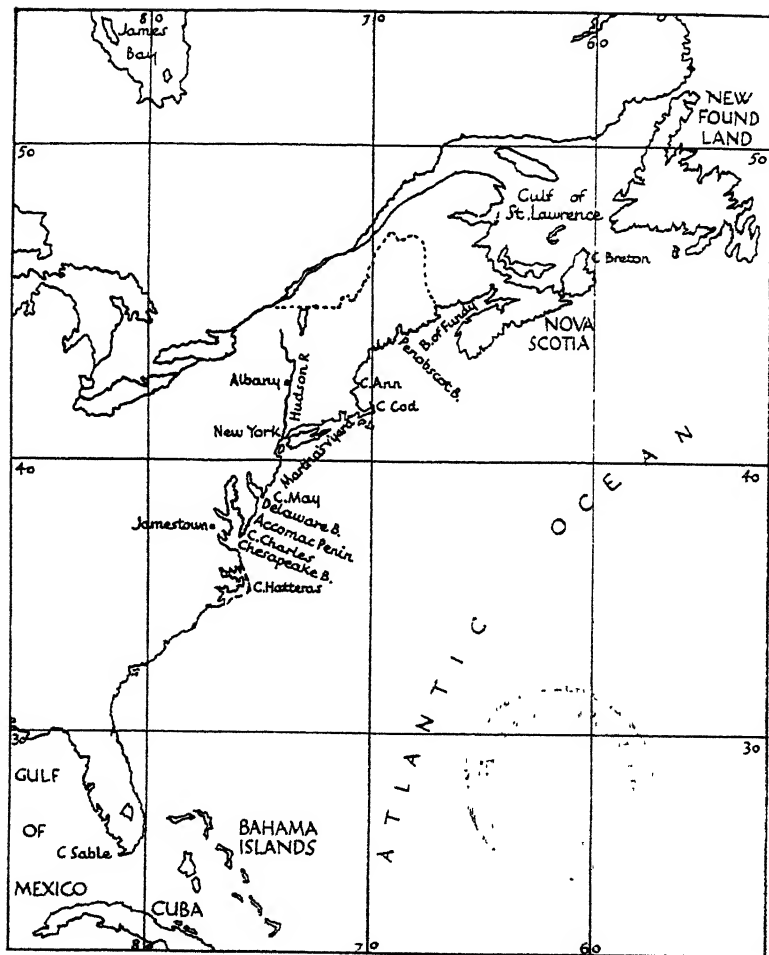 80
70
60
James
Bay
NEW
FOUND
LAND
50
50
Gulf of
St. Lawrence
C Breton
B. of Fundy
NOVA
SCOTIA
Penobscot B.
Albany
Hudson R
C. Ann
C Cod
New York
Martha's Vyard
40
40
C. May
Delaware B.
Jamestown
Accomac Penin
C. Charles
Chesapeake B.
C. Hatteras
ATLANTIC OCEAN
30
30
GULF
OF
MEXICO
BAHAMA
ISLANDS
C Sable
CUBA
80
70
60